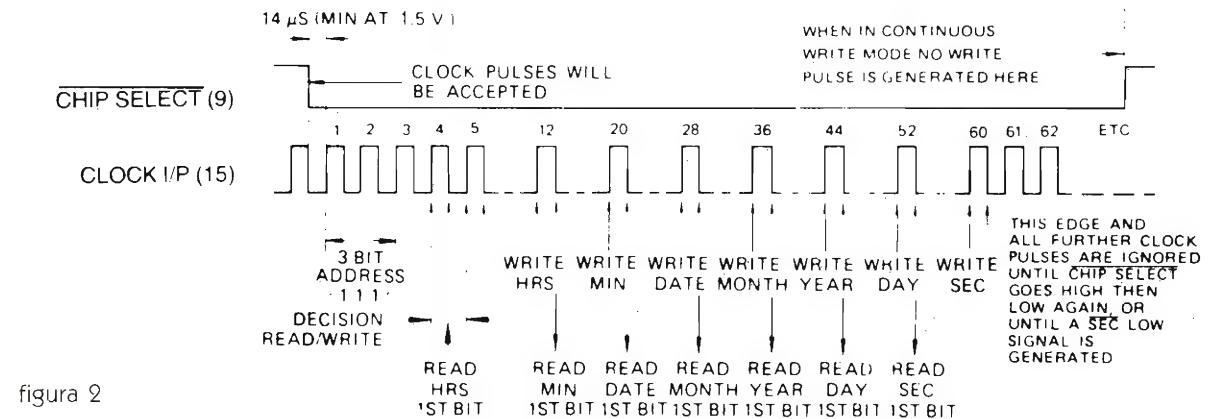 14 µS (MIN AT 1.5 V)
WHEN IN CONTINUOUS
WRITE MODE NO WRITE
PULSE IS GENERATED HERE
CHIP SELECT (9)
CLOCK PULSES WILL
BE ACCEPTED
1 2 3 4 5 12 20 28 36 44 52 60 61 62 ETC
CLOCK I/P (15)
3 BIT
ADDRESS
1 1 1
DECISION
READ/WRITE
WRITE HRS
WRITE MIN
WRITE DATE
WRITE MONTH
WRITE YEAR
WRITE DAY
WRITE SEC
THIS EDGE AND
ALL FURTHER CLOCK
PULSES ARE IGNORED
UNTIL CHIP SELECT
GOES HIGH THEN
LOW AGAIN, OR
UNTIL A SEC LOW
SIGNAL IS
GENERATED
READ READ READ READ READ READ READ
HRS MIN DATE MONTH YEAR DAY SEC
1ST BIT 1ST BIT 1ST BIT 1ST BIT 1ST BIT 1ST BIT 1ST BIT
figura 2